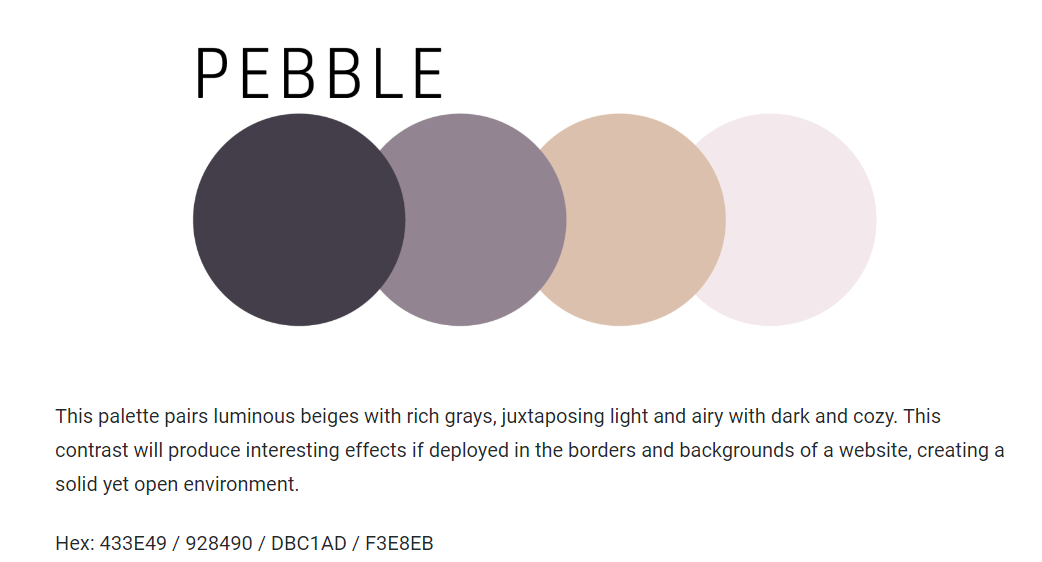 PEBBLE
This palette pairs luminous beiges with rich grays, juxtaposing light and airy with dark and cozy. This
contrast will produce interesting effects if deployed in the borders and backgrounds of a website, creating a
solid yet open environment.
Hex: 433E49 / 928490 / DBC1AD / F3E8EB